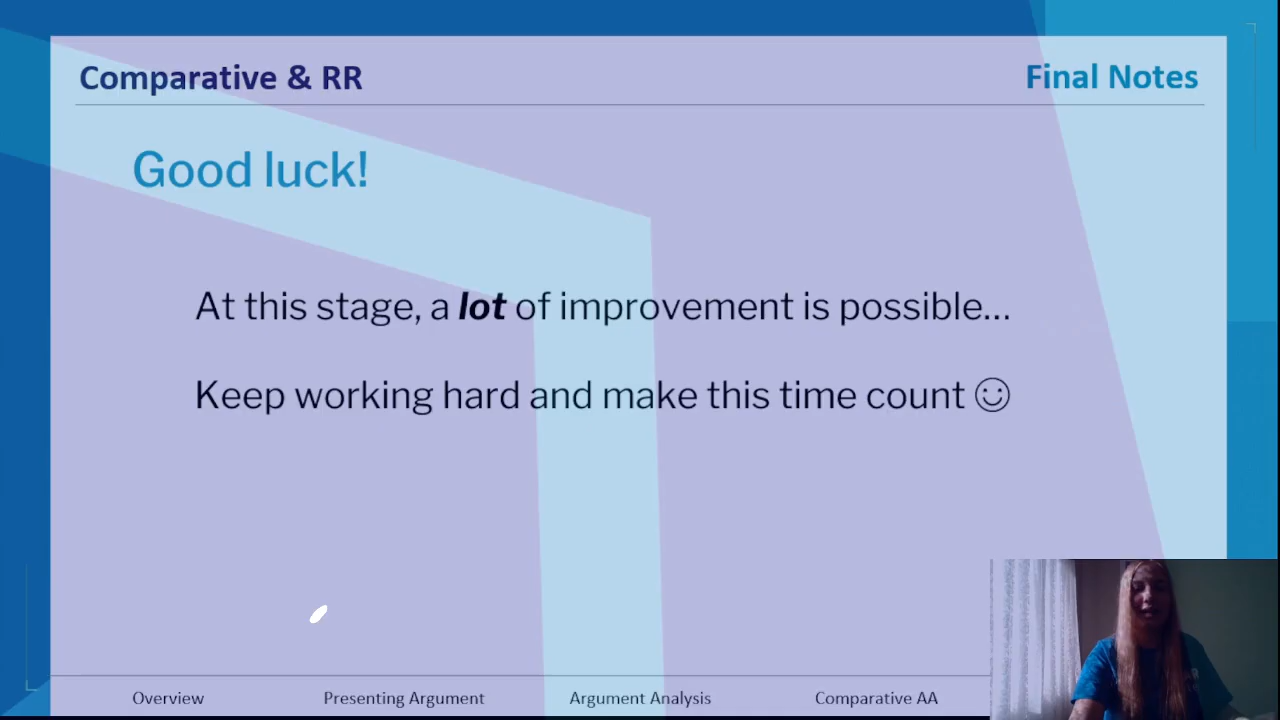 Comparative & RR
Final Notes
Good luck!
At this stage, a lot of improvement is possible...
Keep working hard and make this time count ☺
Overview
Presenting Argument
Argument Analysis
Comparative AA